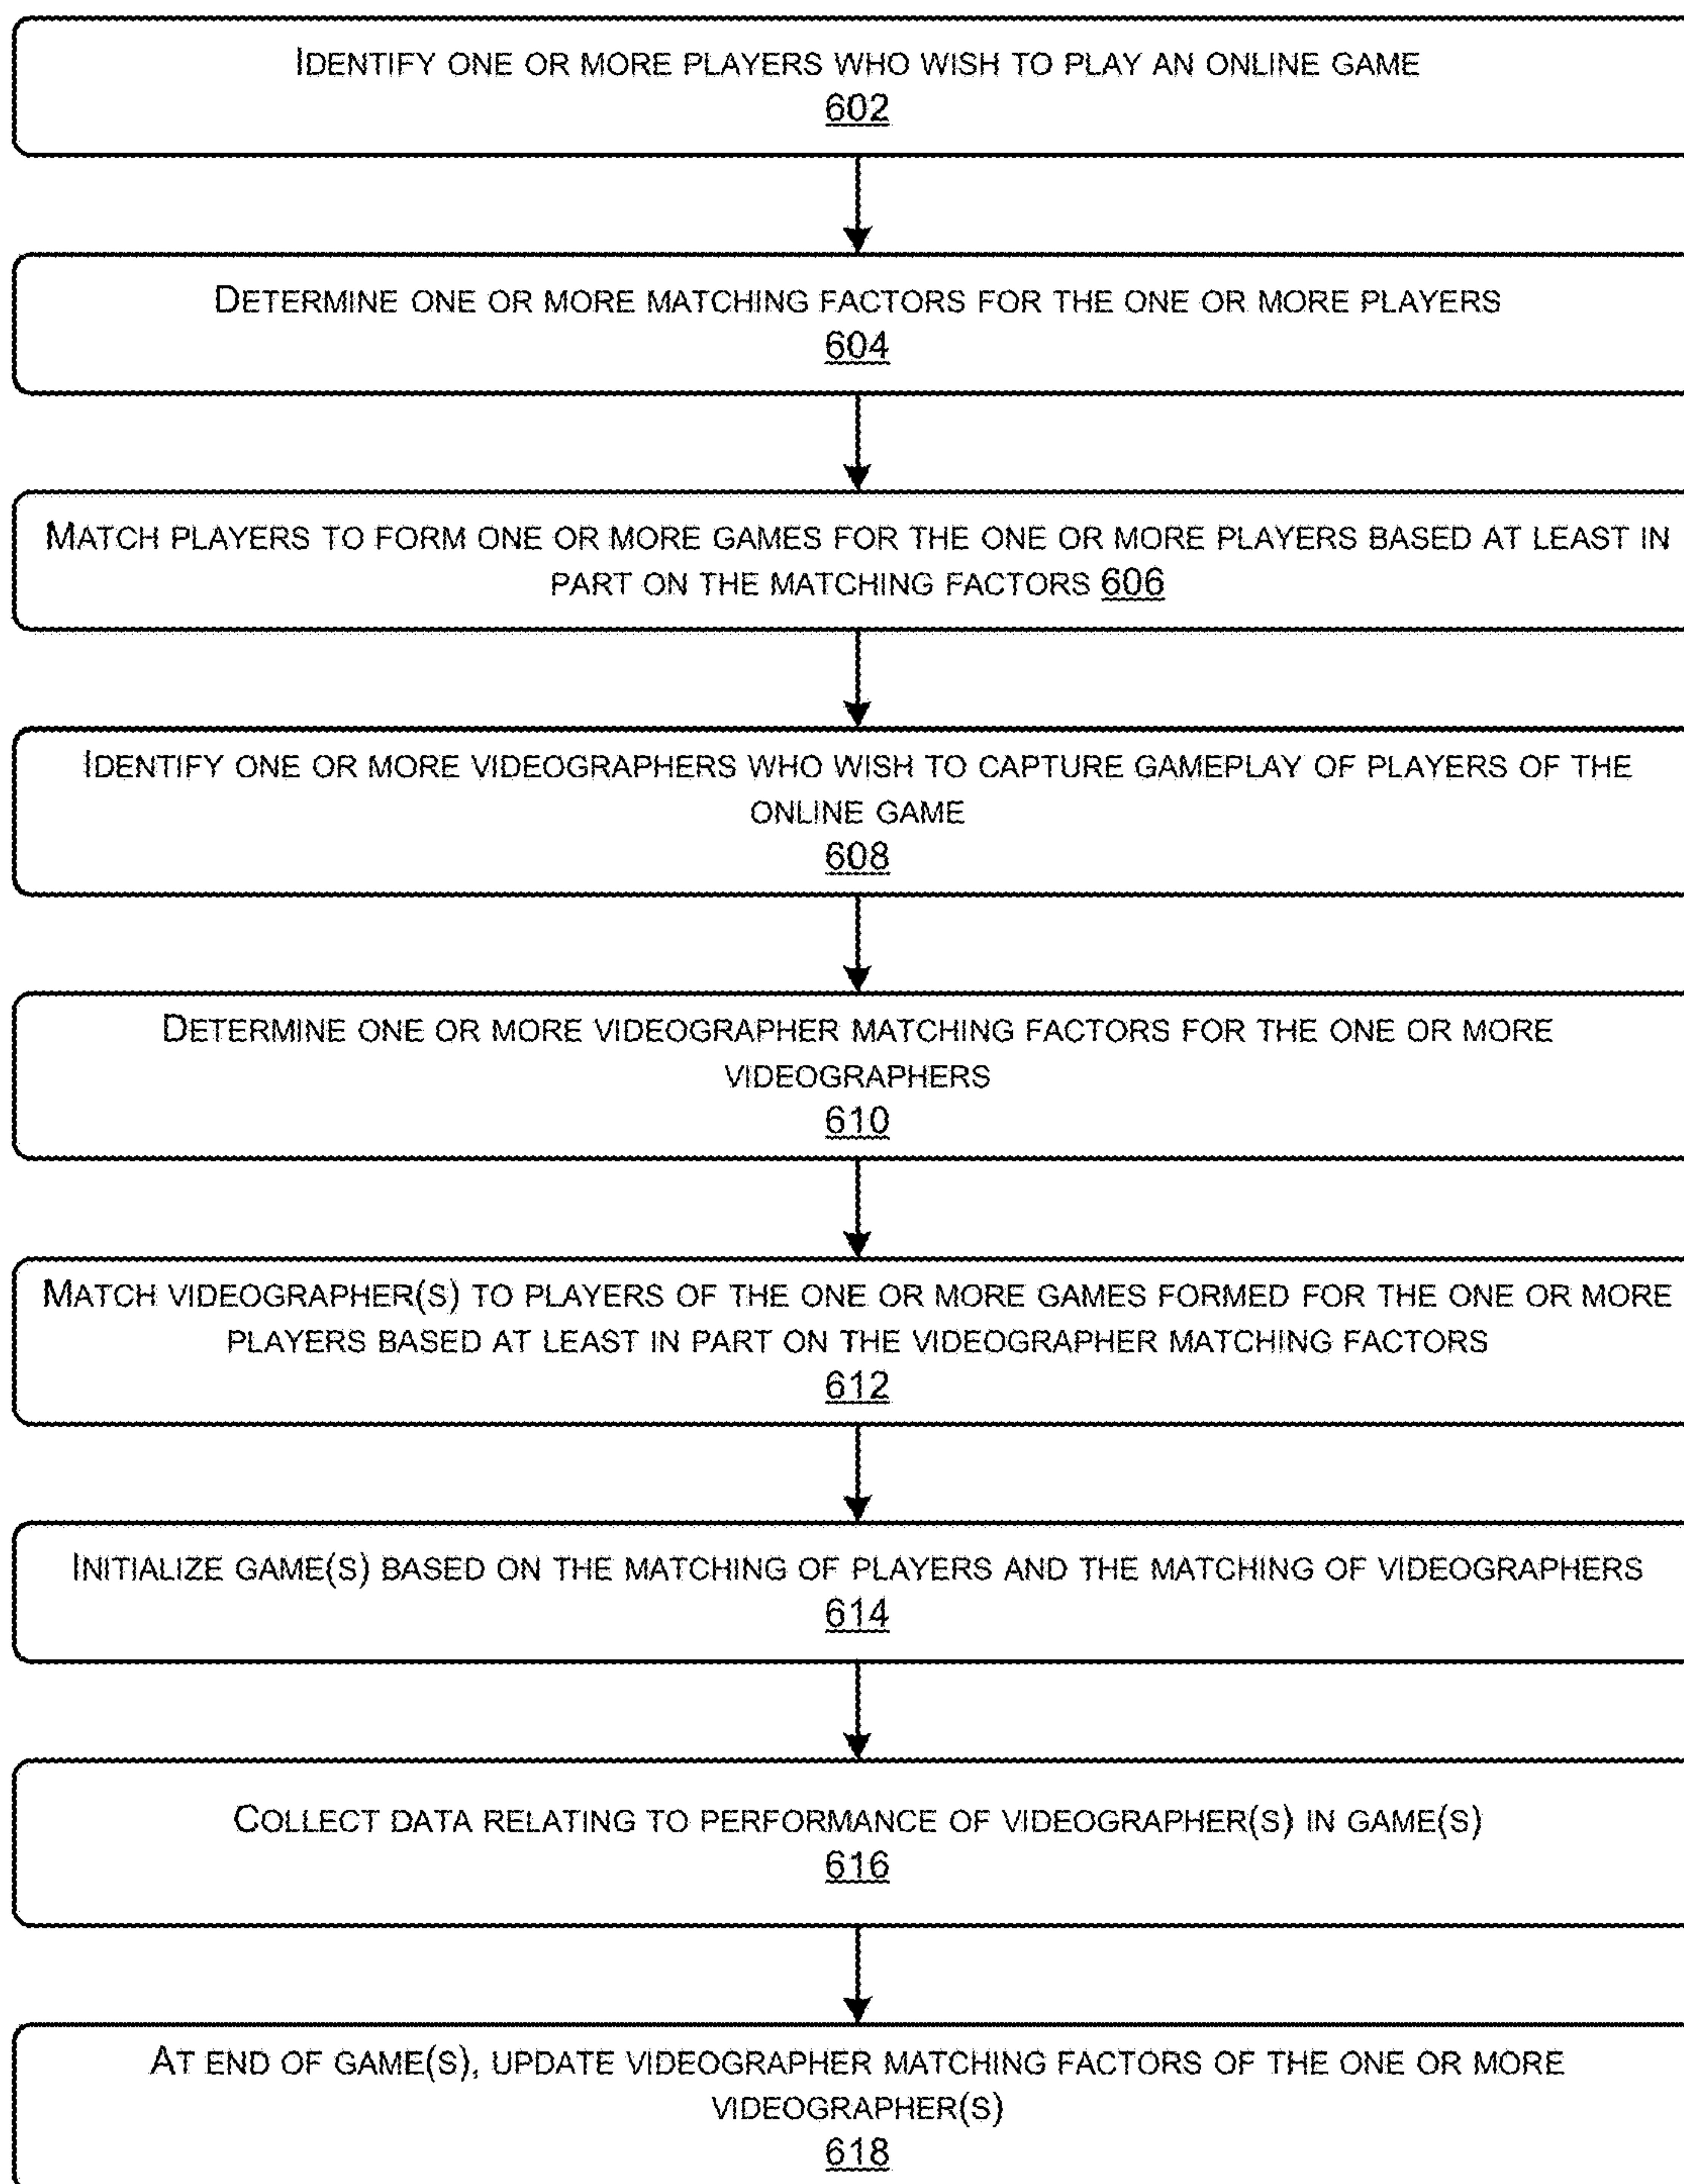 IDENTIFY ONE OR MORE PLAYERS WHO WISH TO PLAY AN ONLINE GAME
602
DETERMINE ONE OR MORE MATCHING FACTORS FOR THE ONE OR MORE PLAYERS
604
MATCH PLAYERS TO FORM ONE OR MORE GAMES FOR THE ONE OR MORE PLAYERS BASED AT LEAST IN
PART ON THE MATCHING FACTORS 606
IDENTIFY ONE OR MORE VIDEOGRAPHERS WHO WISH TO CAPTURE GAMEPLAY OF PLAYERS OF THE
ONLINE GAME
608
DETERMINE ONE OR MORE VIDEOGRAPHER MATCHING FACTORS FOR THE ONE OR MORE
VIDEOGRAPHERS
610
MATCH VIDEOGRAPHER(S) TO PLAYERS OF THE ONE OR MORE GAMES FORMED FOR THE ONE OR MORE
PLAYERS BASED AT LEAST IN PART ON THE VIDEOGRAPHER MATCHING FACTORS
612
INITIALIZE GAME(S) BASED ON THE MATCHING OF PLAYERS AND THE MATCHING OF VIDEOGRAPHERS
614
COLLECT DATA RELATING TO PERFORMANCE OF VIDEOGRAPHER(S) IN GAME(S)
616
AT END OF GAME(S), UPDATE VIDEOGRAPHER MATCHING FACTORS OF THE ONE OR MORE
VIDEOGRAPHER(S)
618